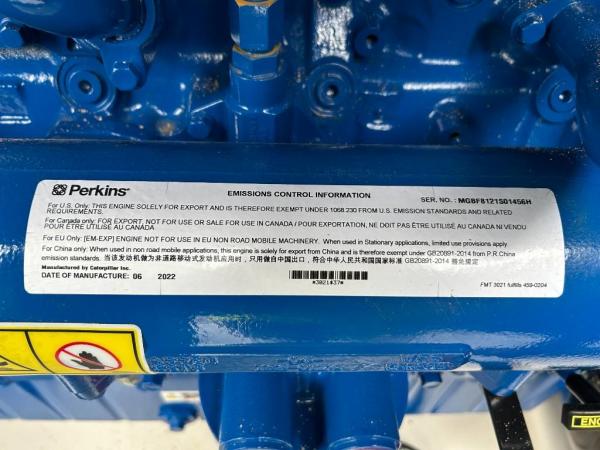 Perkins
EMISSIONS CONTROL INFORMATION
SER. NO. : MGBF8121S01456H
For U.S. Only: THIS ENGINE SOLELY FOR EXPORT AND IS THEREFORE EXEMPT UNDER 1068.230 FROM U.S. EMISSION STANDARDS AND RELATED
REQUIREMENTS.
For Canada only: FOR EXPORT, NOT FOR USE OR SALE FOR USE IN CANADA / POUR EXPORTATION, NE DOIT PAS ÊTRE UTILISÉ AU CANADA NI VENDU
POUR ÊTRE UTILISÉ AU CANADA
For EU Only: [EM-EXP] ENGINE NOT FOR USE IN EU NON ROAD MOBILE MACHINERY. When used in Stationary applications, limited use provisions apply
For China only: When used in non road mobile applications, this engine is solely for export from China and is therefore exempt under GB20891-2014 from P.R China
emission standards. 当该发动机做为非道路移动式发动机应用时，只用做自中国出口，符合中华人民共和国国家标准 GB20891-2014 豁免规定
Manufactured by Caterpillar Inc.
DATE OF MANUFACTURE: 06 2022
*3021#37#
FMT 3021 fulfills 459-0204
ENG